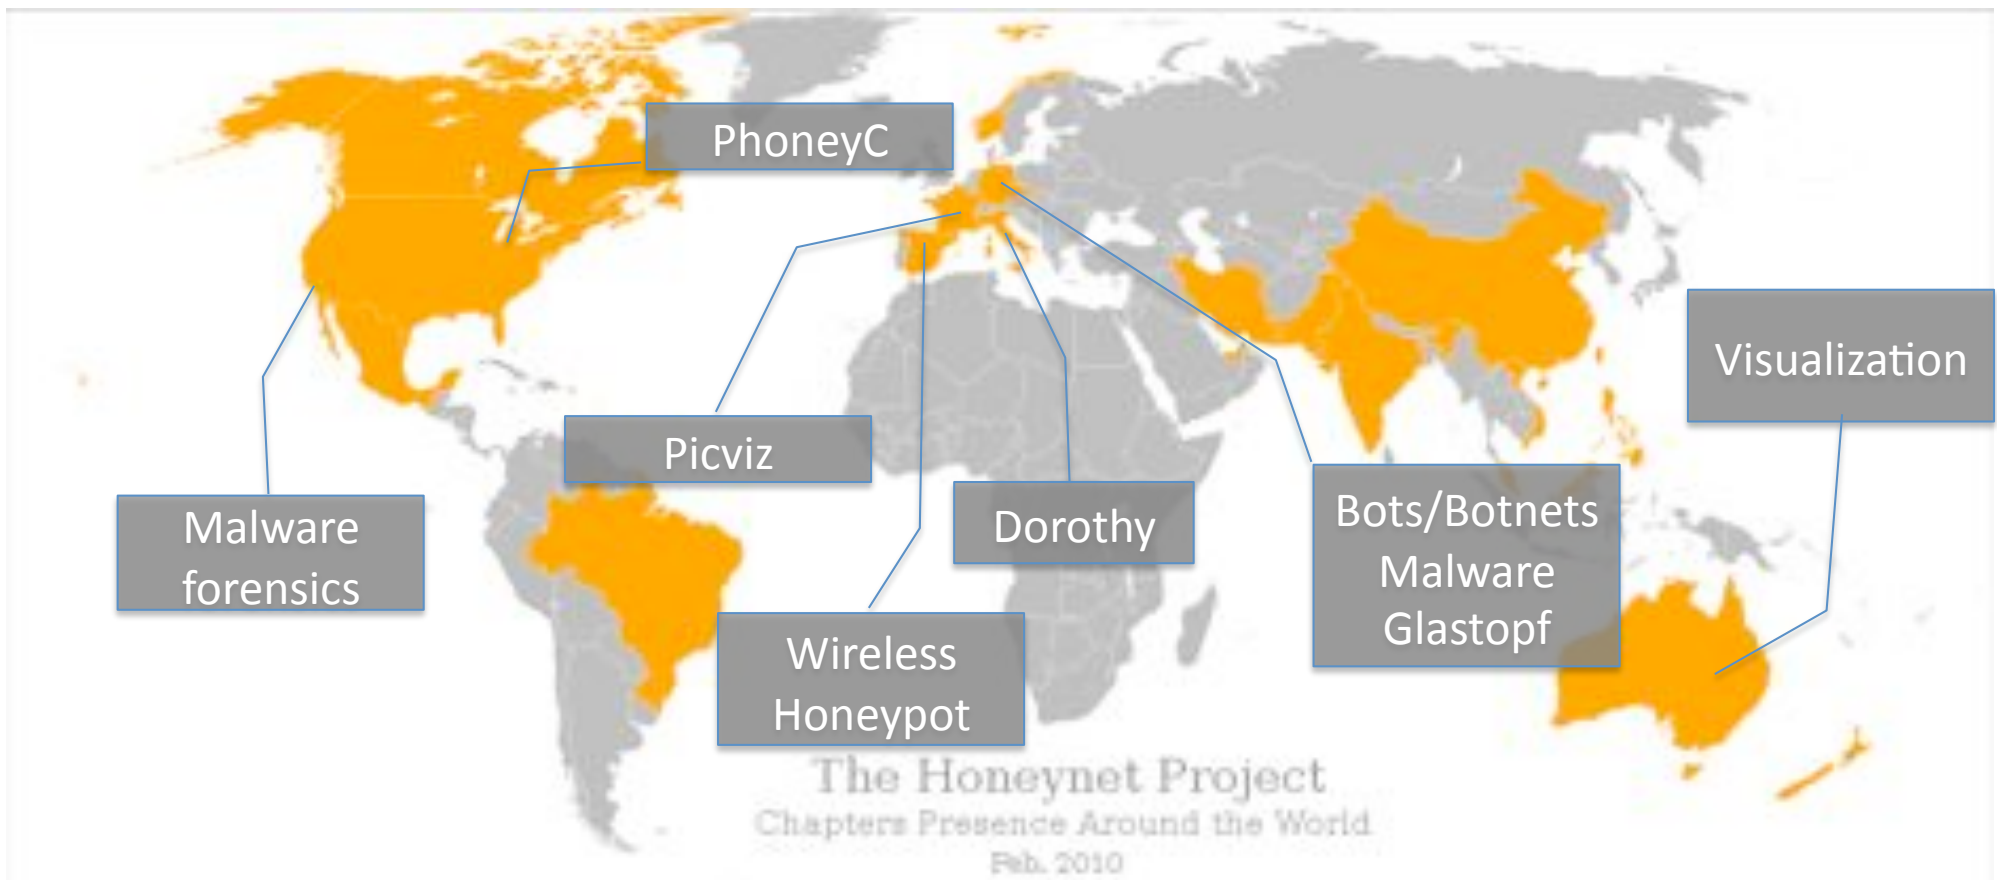 PhoneyC
Visualization
Picviz
Malware
forensics
Dorothy
Bots/Botnets
Malware
Glastopf
Wireless
Honeypot
The Honeynet Project
Chapters Presence Around the World
Feb. 2010